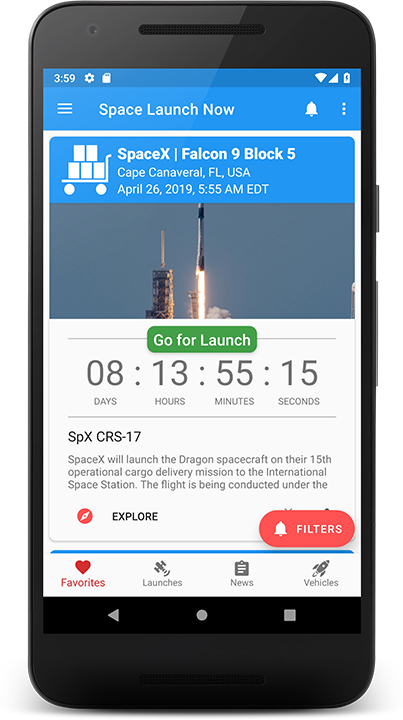 3:59
Space Launch Now
SpaceX | Falcon 9 Block 5
Cape Canaveral, FL, USA
April 26, 2019, 5:55 AM EDT
Go for Launch
08 : 13 : 55 : 15
DAYS HOURS MINUTES SECONDS
SpX CRS-17
SpaceX will launch the Dragon spacecraft on their 15th
operational cargo delivery mission to the International
Space Station. The flight is being conducted under the
EXPLORE
FILTERS
Favorites Launches News Vehicles